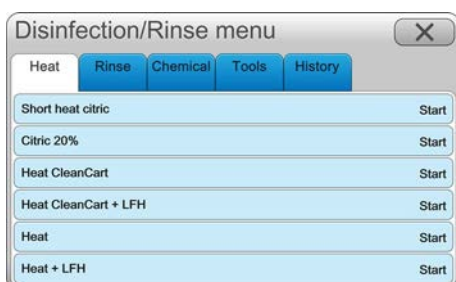 Disinfection/Rinse menu
Heat Rinse Chemical Tools History
Short heat citric Start
Citric 20% Start
Heat CleanCart Start
Heat CleanCart + LFH Start
Heat Start
Heat + LFH Start